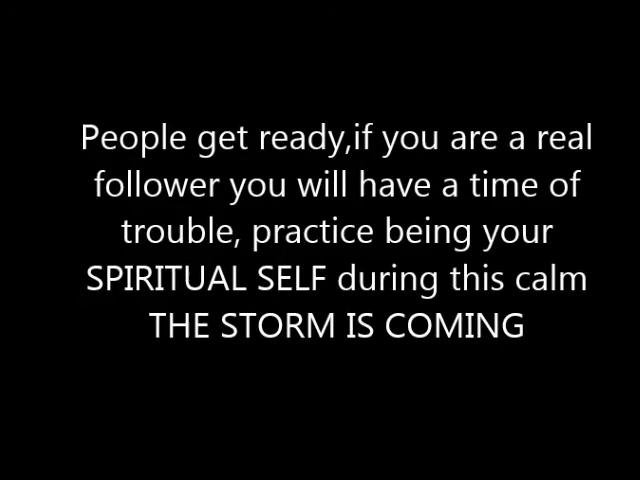 People get ready,if you are a real
follower you will have a time of
trouble, practice being your
SPIRITUAL SELF during this calm
THE STORM IS COMING